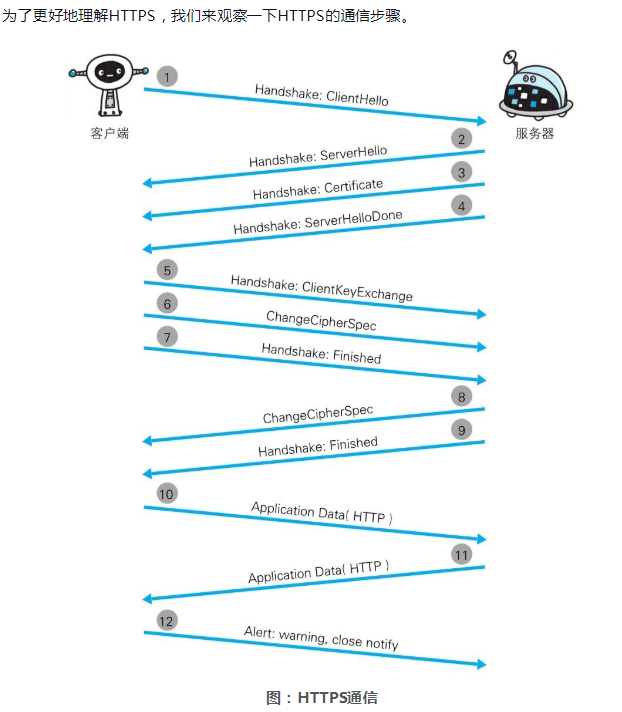 为了更好地理解HTTPS，我们来观察一下HTTPS的通信步骤。
1
Handshake: ClientHello
客户端
服务器
2
Handshake: ServerHello
3
Handshake: Certificate
4
Handshake: ServerHelloDone
5
Handshake: ClientKeyExchange
6
ChangeCipherSpec
7
Handshake: Finished
8
ChangeCipherSpec
9
Handshake: Finished
10
Application Data( HTTP )
11
Application Data( HTTP )
12
Alert: warning, close notify
图：HTTPS通信